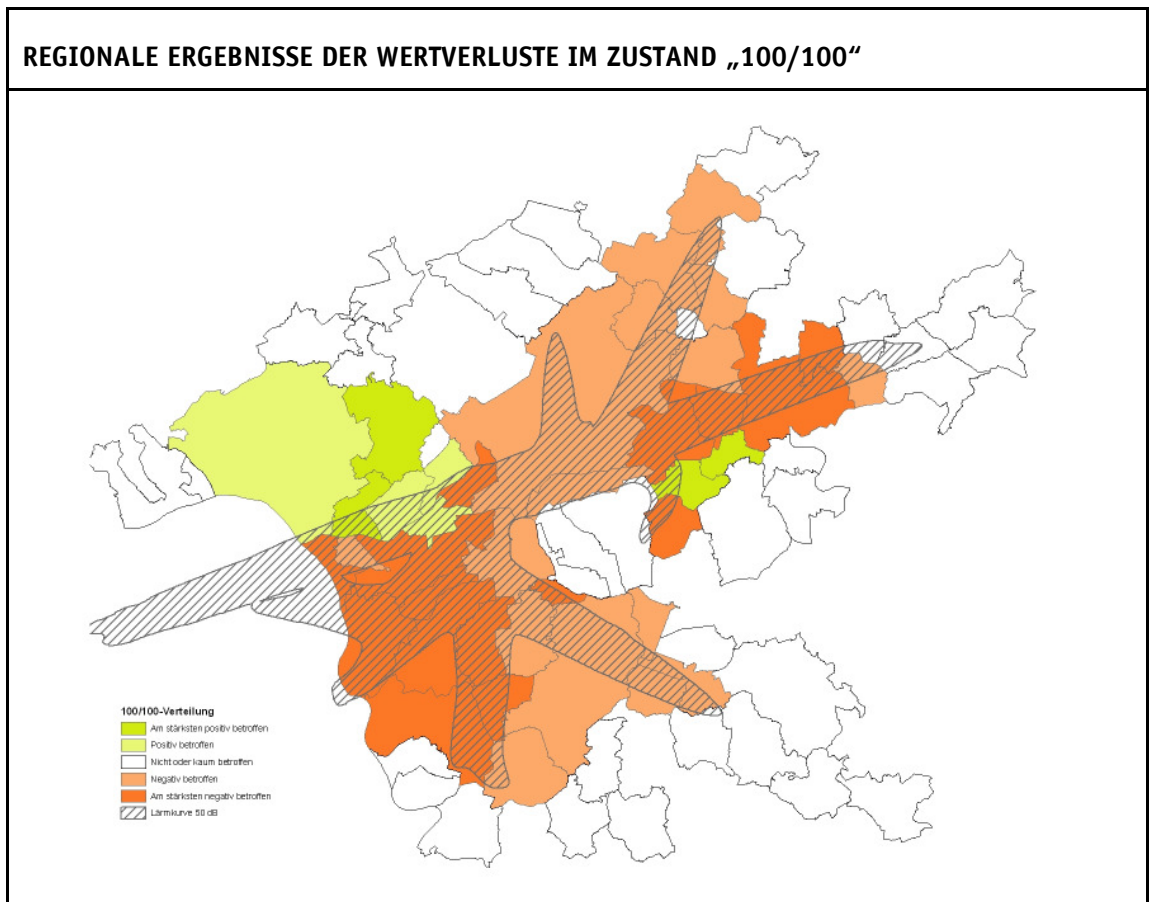 REGIONALE ERGEBNISSE DER WERTVERLUSTE IM ZUSTAND „100/100“
100/100-Verteilung
Am stärksten positiv betroffen
Positiv betroffen
Nicht oder kaum betroffen
Negativ betroffen
Am stärksten negativ betroffen
Lärmkurve 50 dB